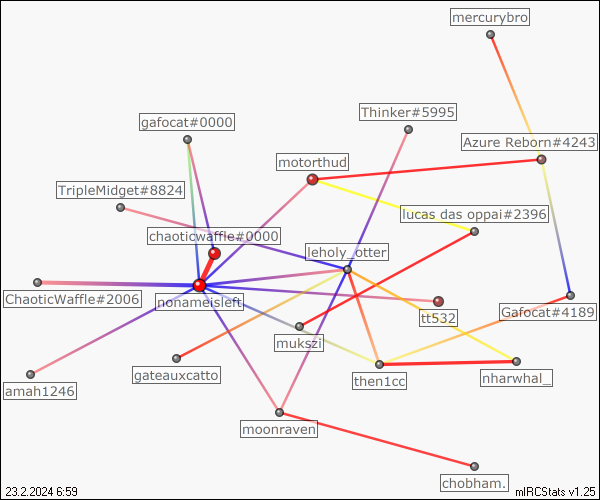 mercurybro
Thinker#5995
gafocat#0000
Azure Reborn#4243
motorthud
TripleMidget#8824
lucas das oppai#2396
chaoticwaffle#0000
leholy_otter
ChaoticWaffle#2006
nonameisleft
Gafocat#4189
tt532
mukszi
gateauxcatto
then1cc
nharwhal_
amah1246
moonraven
chobham.
23.2.2024 6:59
mIRCStats v1.25